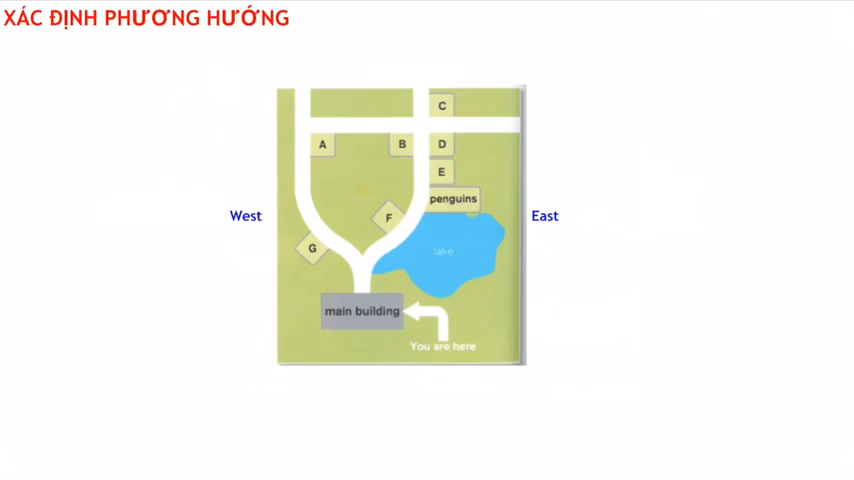 XÁC ĐỊNH PHƯƠNG HƯỚNG
C
A
B
D
E
penguins
West
F
East
G
lake
main building
You are here